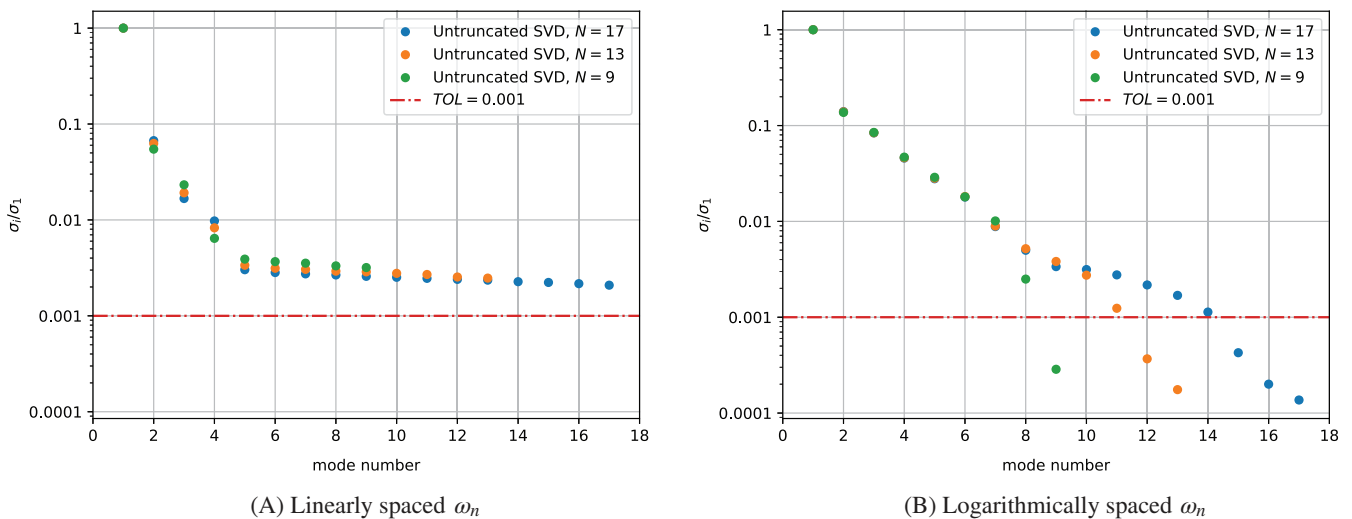 1
0.1
0.01
0.001
0.0001
σi/σ1
0 2 4 6 8 10 12 14 16 18
mode number
Untruncated SVD, N = 17
Untruncated SVD, N = 13
Untruncated SVD, N = 9
TOL = 0.001
(A) Linearly spaced ωn
1
0.1
0.01
0.001
0.0001
σi/σ1
0 2 4 6 8 10 12 14 16 18
mode number
Untruncated SVD, N = 17
Untruncated SVD, N = 13
Untruncated SVD, N = 9
TOL = 0.001
(B) Logarithmically spaced ωn